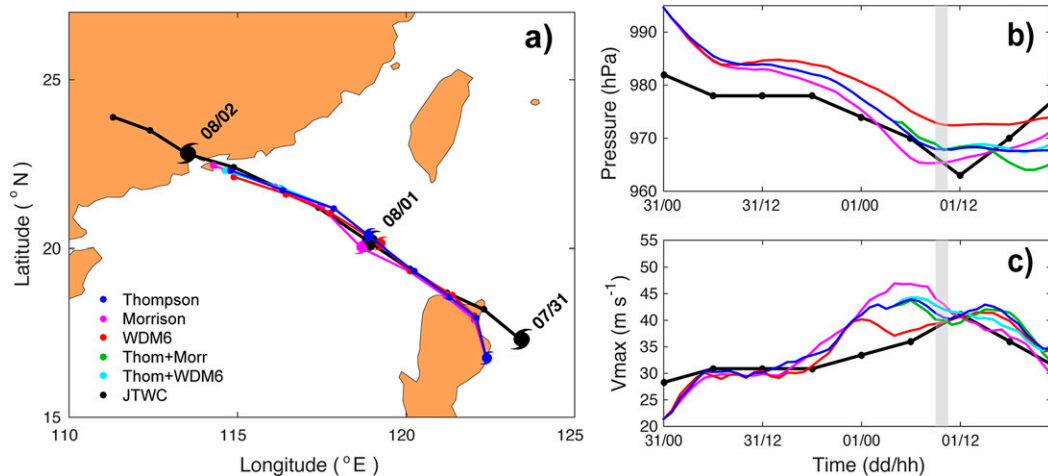 a)
25
20
15
Latitude ( ° N)
110
115
120
125
Longitude ( ° E)
08/02
08/01
07/31
Thompson
Morrison
WDM6
Thom+Morr
Thom+WDM6
JTWC
b)
Pressure (hPa)
990
980
970
960
31/00
31/12
01/00
01/12
c)
Vmax (m s⁻¹)
55
50
45
40
35
30
25
20
31/00
31/12
01/00
01/12
Time (dd/hh)